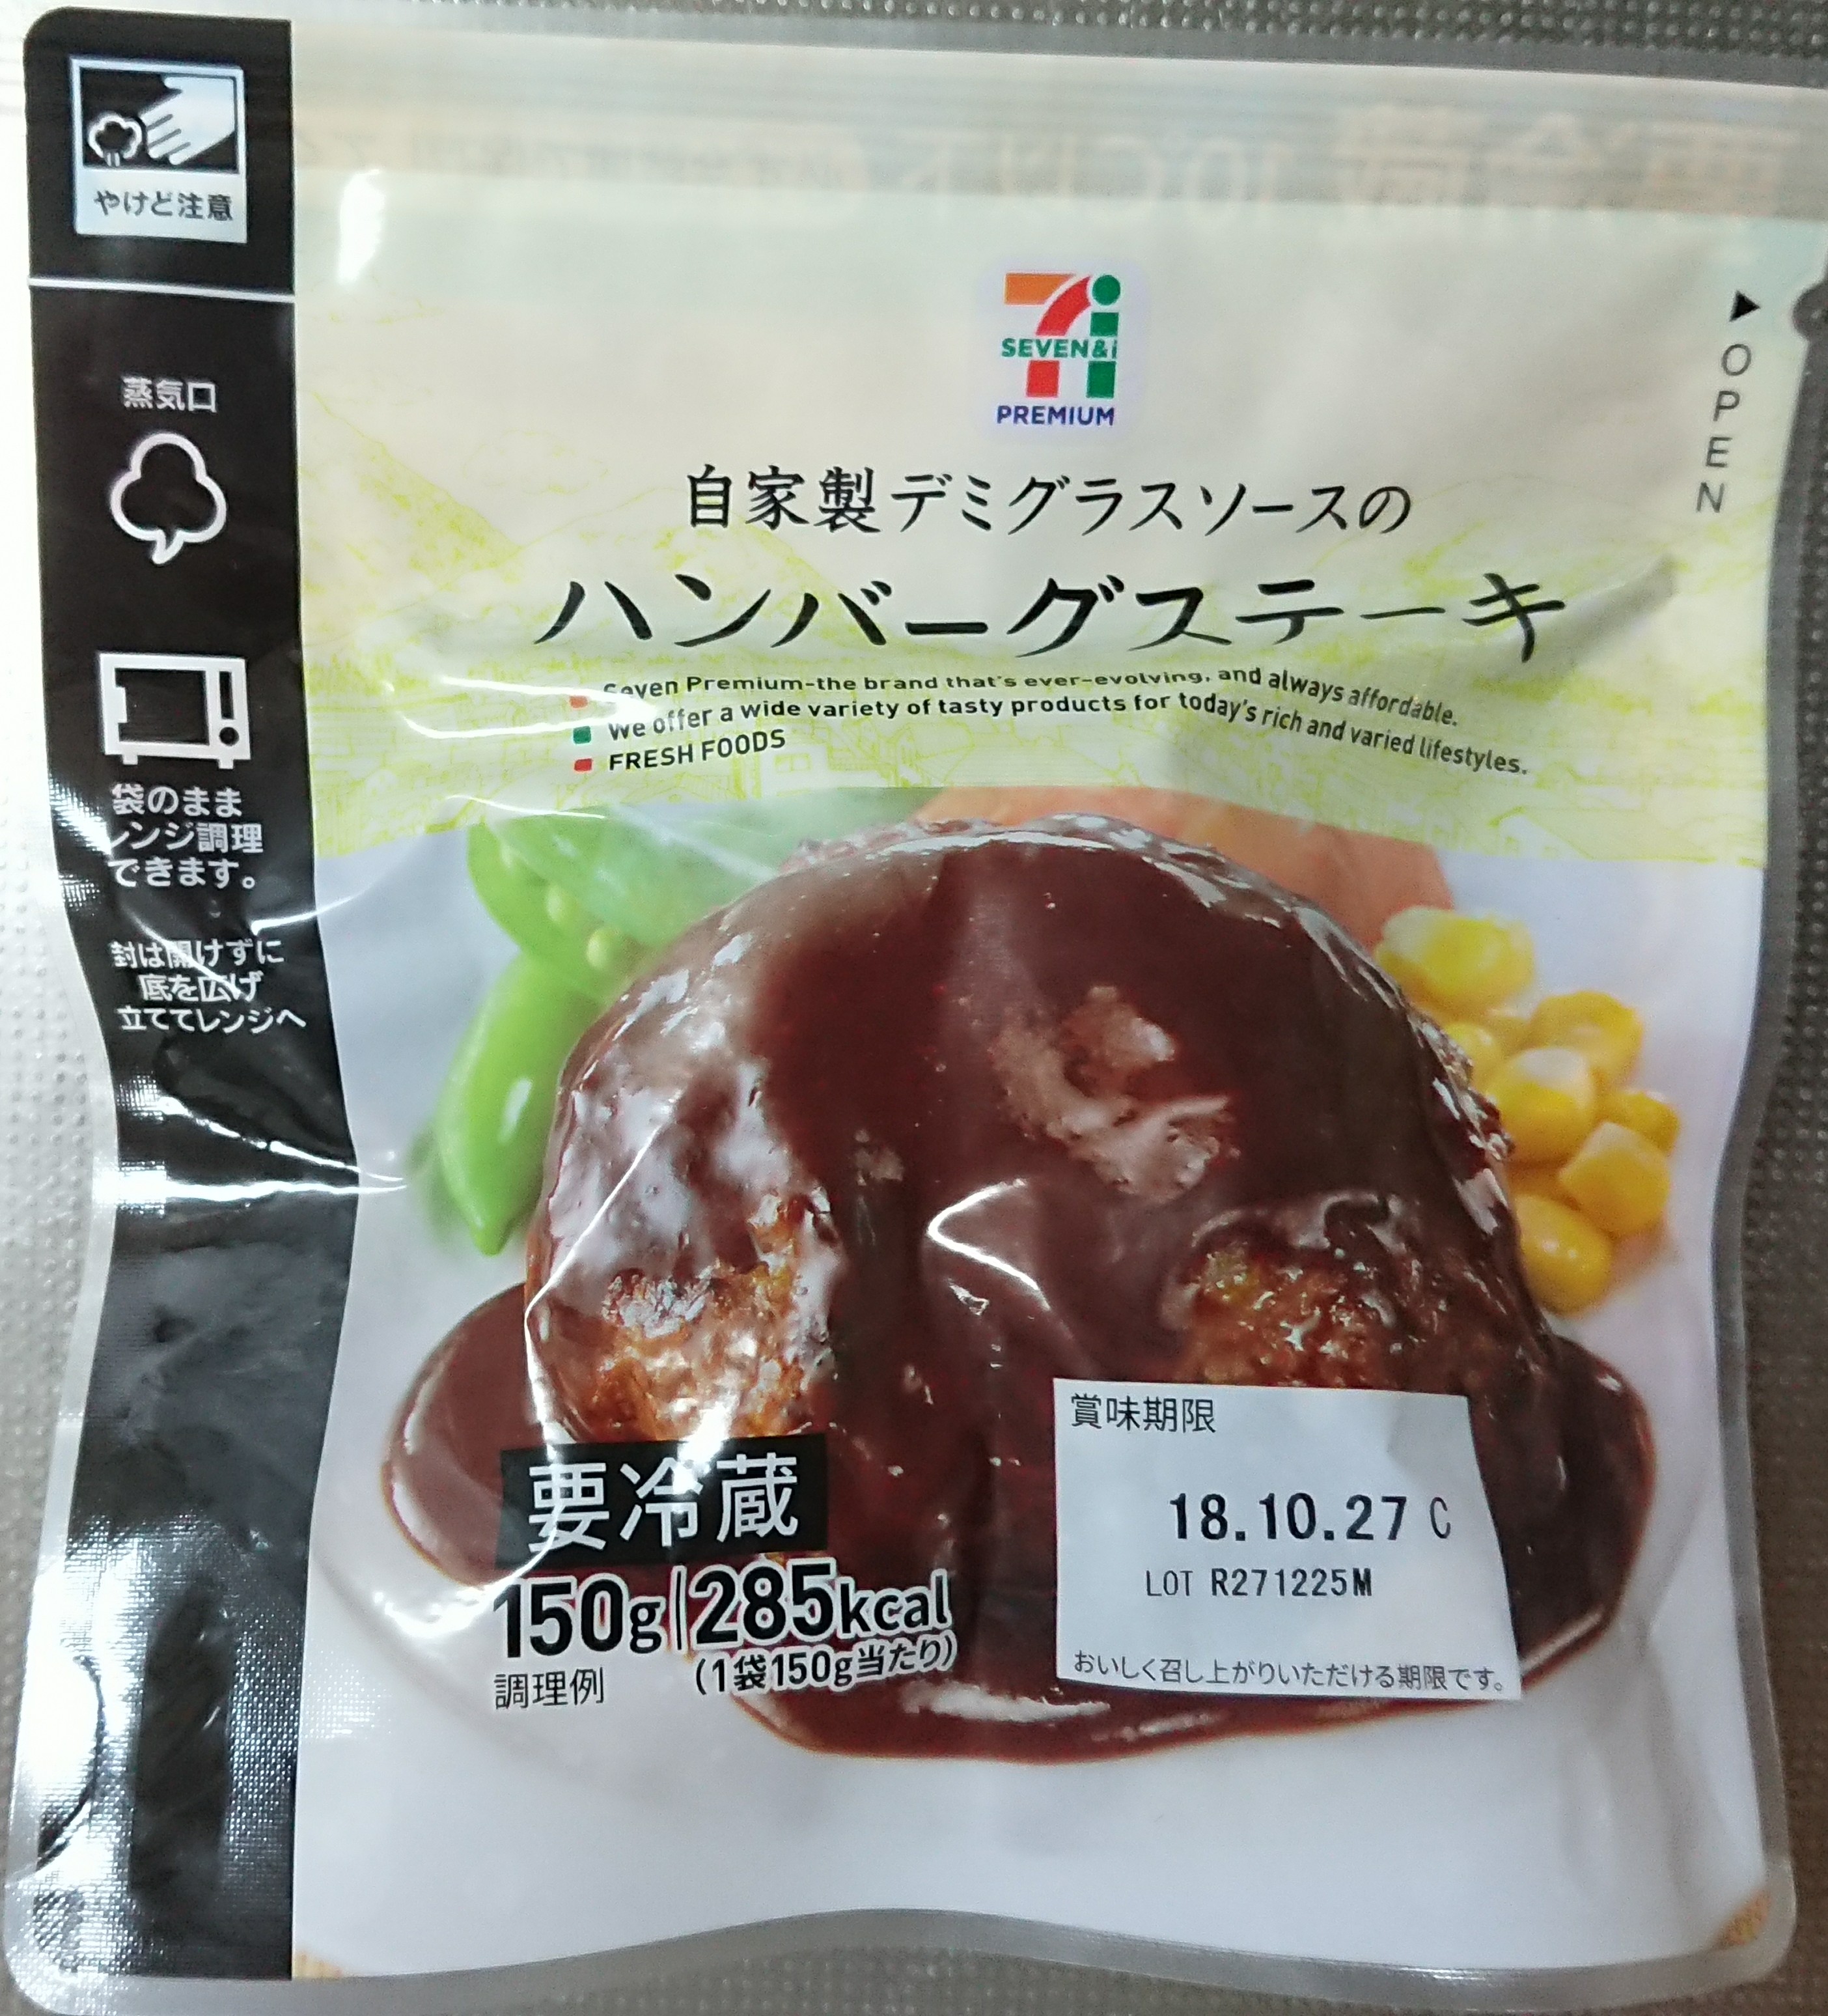 やけど注意
蒸気口
袋のまま
レンジ調理
できます。
封は開けずに
底を広げ
立ててレンジへ
SEVEN&i
PREMIUM
OPEN
自家製デミグラスソースの
ハンバーグステーキ
Seven Premium-the brand that's ever-evolving, and always affordable.
We offer a wide variety of tasty products for today's rich and varied lifestyles.
FRESH FOODS
要冷蔵
150g 285kcal
(1袋150g当たり)
調理例
賞味期限
18.10.27 C
LOT R271225M
おいしく召し上がりいただける期限です。